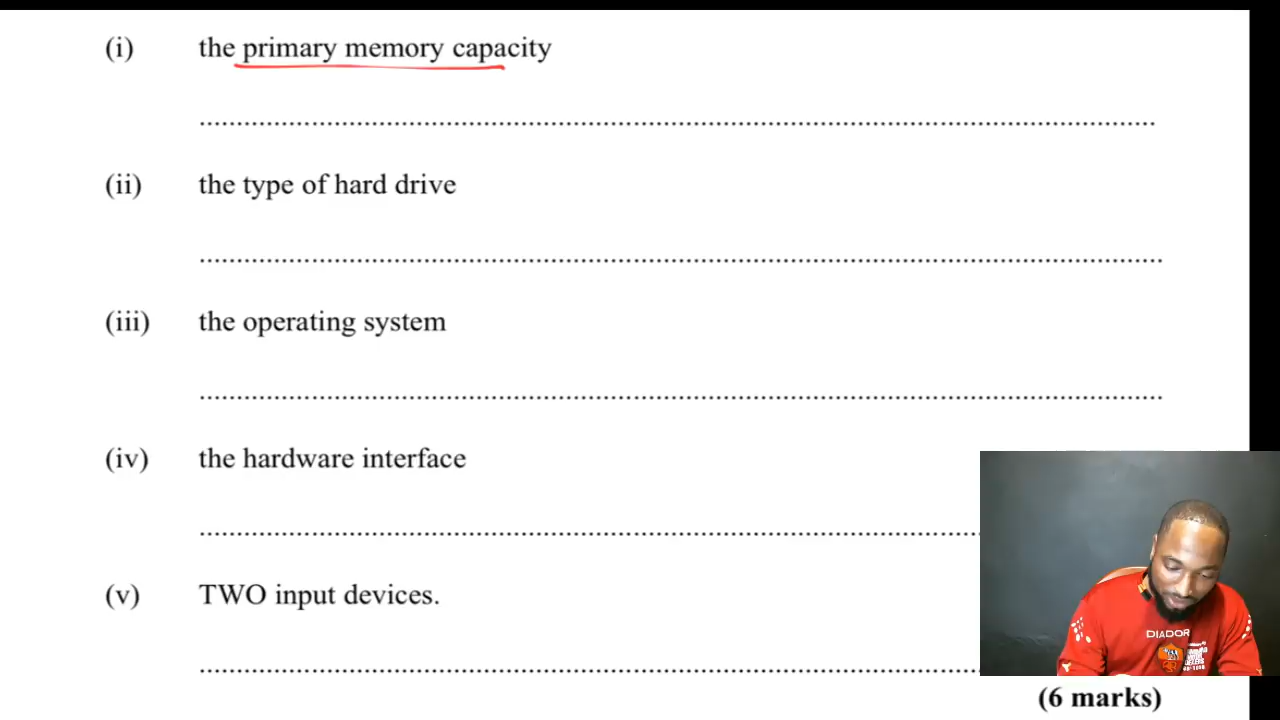 (i) the primary memory capacity
(ii) the type of hard drive
(iii) the operating system
(iv) the hardware interface
(v) TWO input devices.
DIADOR
(6 marks)